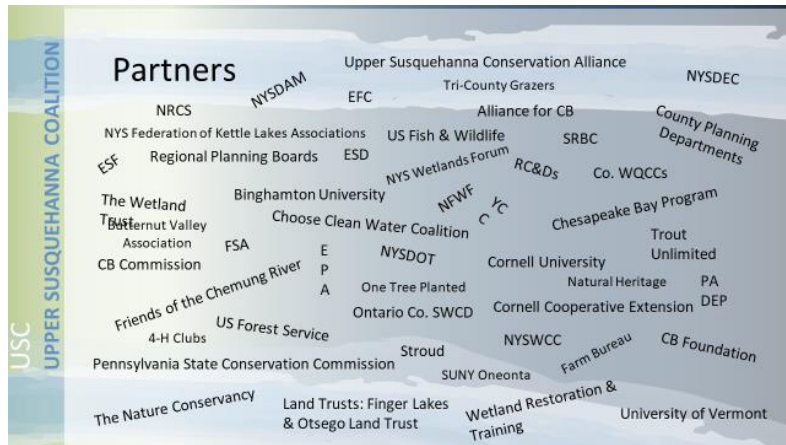 USC
UPPER SUSQUEHANNA COALITION
Partners
Upper Susquehanna Conservation Alliance
NYSDEC
NYSDAM
EFC
Tri-County Grazers
NRCS
Alliance for CB
County Planning
Departments
NYS Federation of Kettle Lakes Associations
US Fish & Wildlife
SRBC
ESF
Regional Planning Boards
ESD
NYS Wetlands Forum
RC&Ds
Co. WQCCs
The Wetland
Trust
Butternut Valley
Association
Binghamton University
NFWF
YC
C
Chesapeake Bay Program
Choose Clean Water Coalition
Trout
Unlimited
CB Commission
FSA
E
P
A
NYSDOT
Cornell University
One Tree Planted
Natural Heritage
PA
DEP
Friends of the Chemung River
Ontario Co. SWCD
Cornell Cooperative Extension
4-H Clubs
US Forest Service
NYSWCC
Farm Bureau
CB Foundation
Stroud
Pennsylvania State Conservation Commission
SUNY Oneonta
The Nature Conservancy
Land Trusts: Finger Lakes
& Otsego Land Trust
Wetland Restoration &
Training
University of Vermont